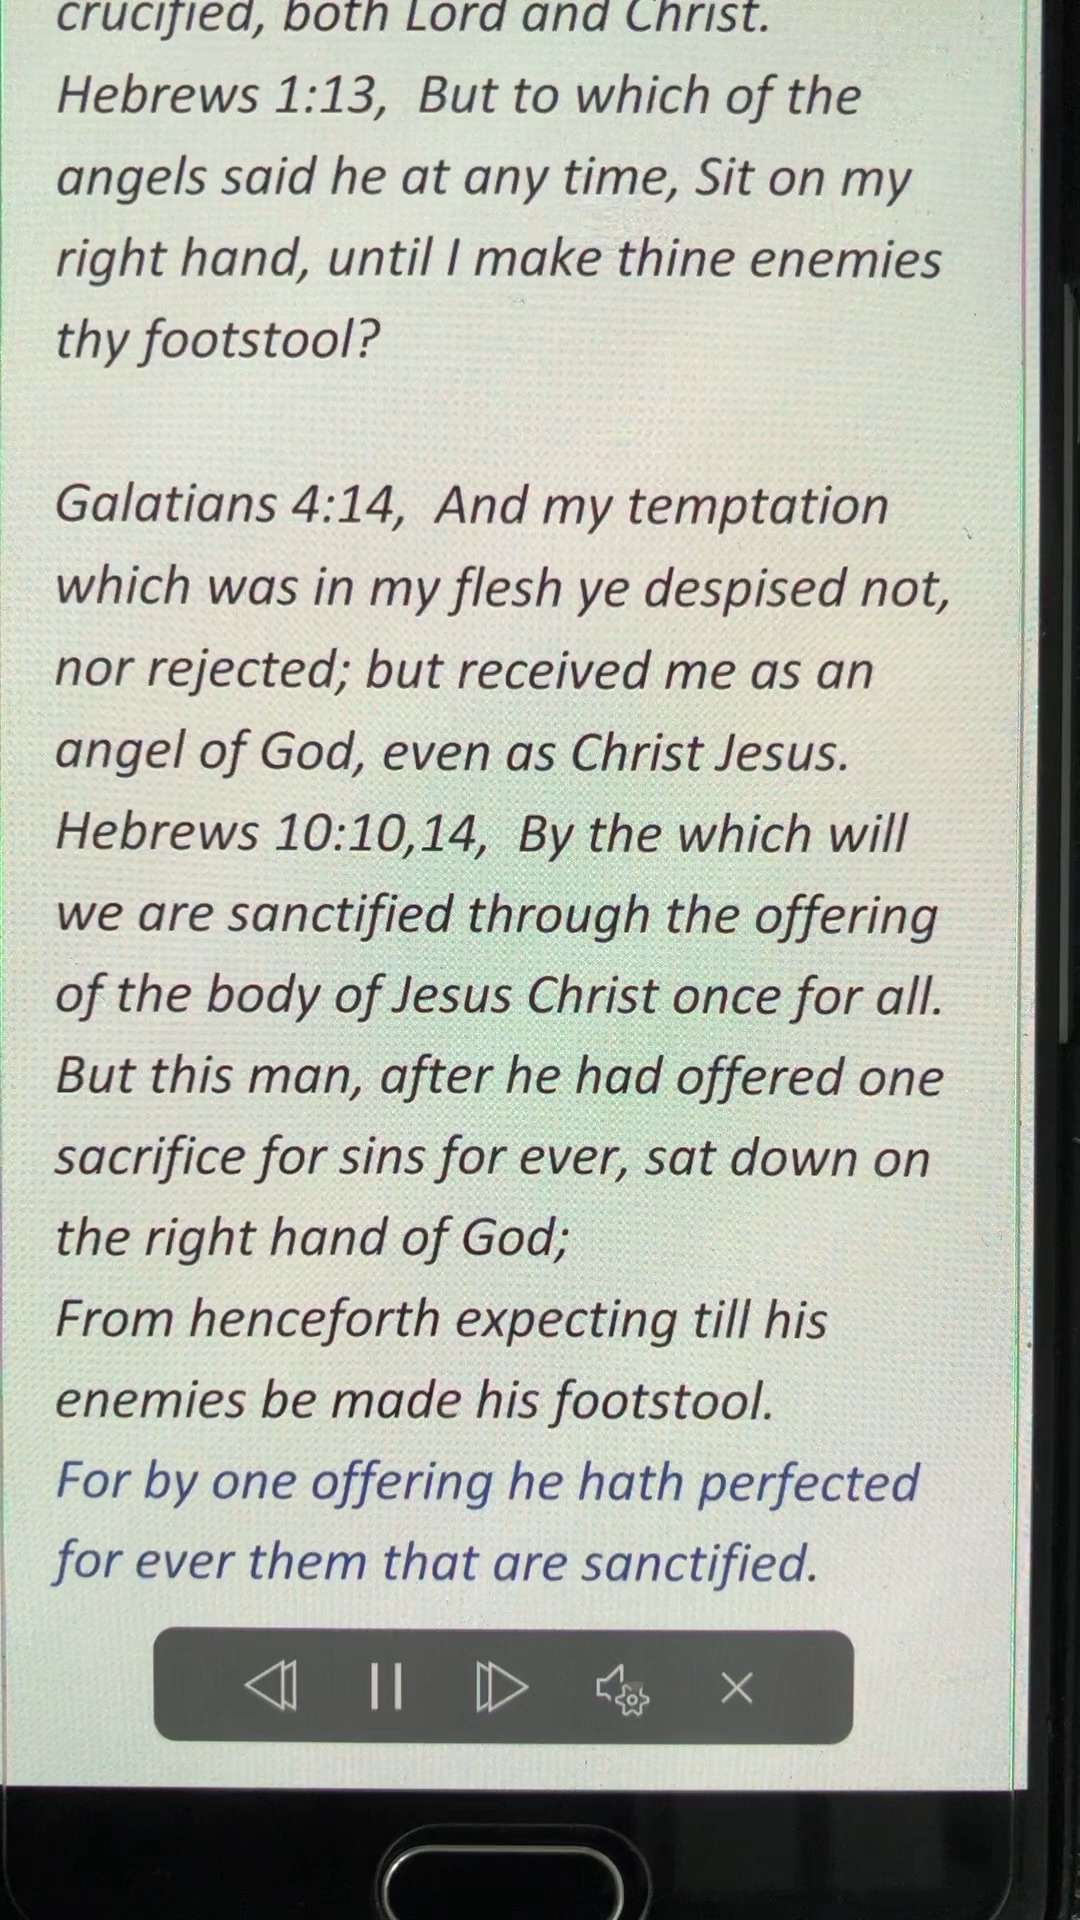 crucified, both Lord and Christ.
Hebrews 1:13,  But to which of the
angels said he at any time, Sit on my
right hand, until I make thine enemies
thy footstool?
Galatians 4:14,  And my temptation
which was in my flesh ye despised not,
nor rejected; but received me as an
angel of God, even as Christ Jesus.
Hebrews 10:10,14,  By the which will
we are sanctified through the offering
of the body of Jesus Christ once for all.
But this man, after he had offered one
sacrifice for sins for ever, sat down on
the right hand of God;
From henceforth expecting till his
enemies be made his footstool.
For by one offering he hath perfected
for ever them that are sanctified.